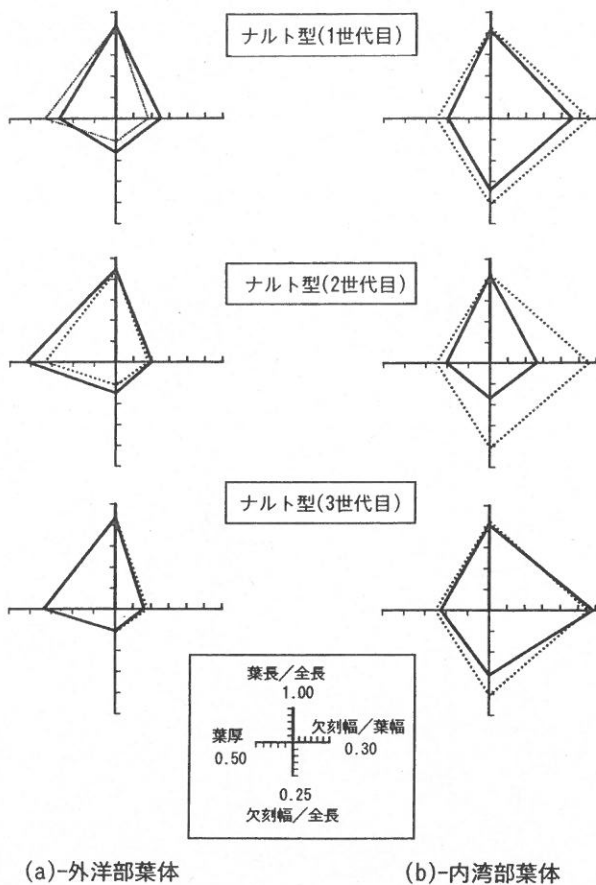 ナルト型(1世代目)
ナルト型(2世代目)
ナルト型(3世代目)
葉長／全長
1.00
葉厚
0.50
欠刻幅／葉幅
0.30
0.25
欠刻幅／全長
(a)-外洋部葉体
(b)-内湾部葉体